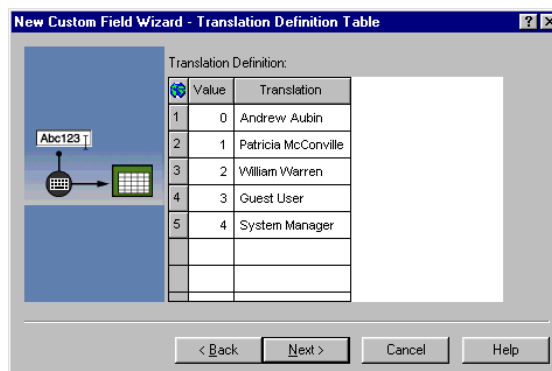 New Custom Field Wizard - Translation Definition Table
Translation Definition:
Value Translation
1 0 Andrew Aubin
2 1 Patricia McConville
3 2 William Warren
4 3 Guest User
5 4 System Manager
Abc123
< Back Next > Cancel Help